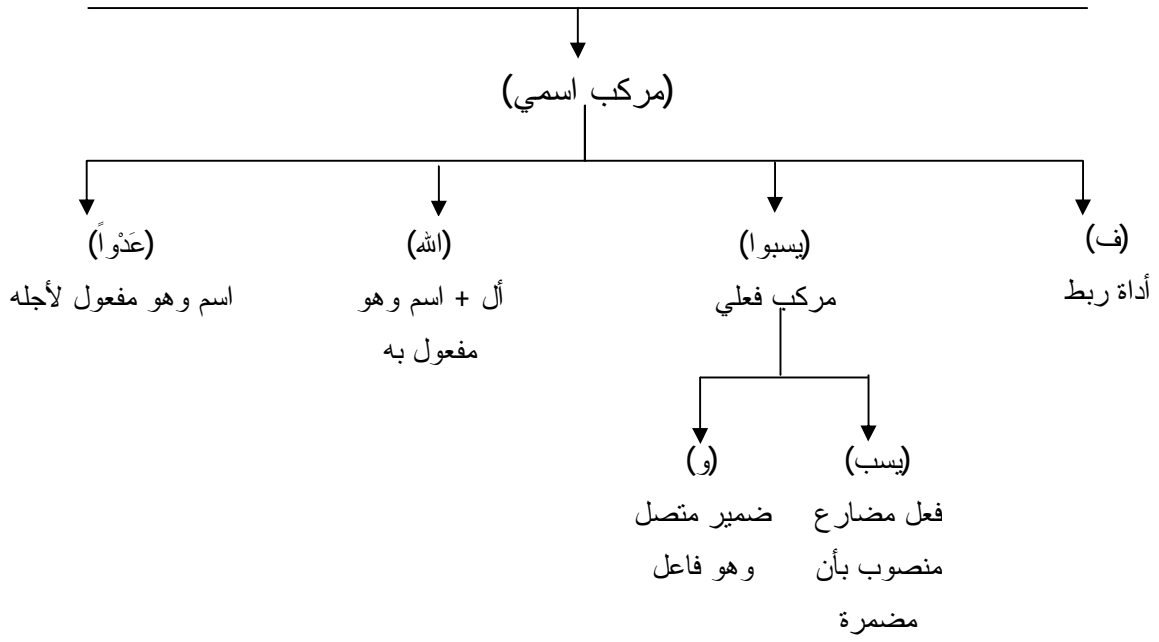 (مركب اسمي)
(ف)
أداة ربط
(يسبوا)
مركب فعلي
(الله)
أل + اسم وهو
مفعول به
(عَدْواً)
اسم وهو مفعول لأجله
(يسب)
فعل مضارع
منصوب بأن
مضمرة
(و)
ضمير متصل
وهو فاعل